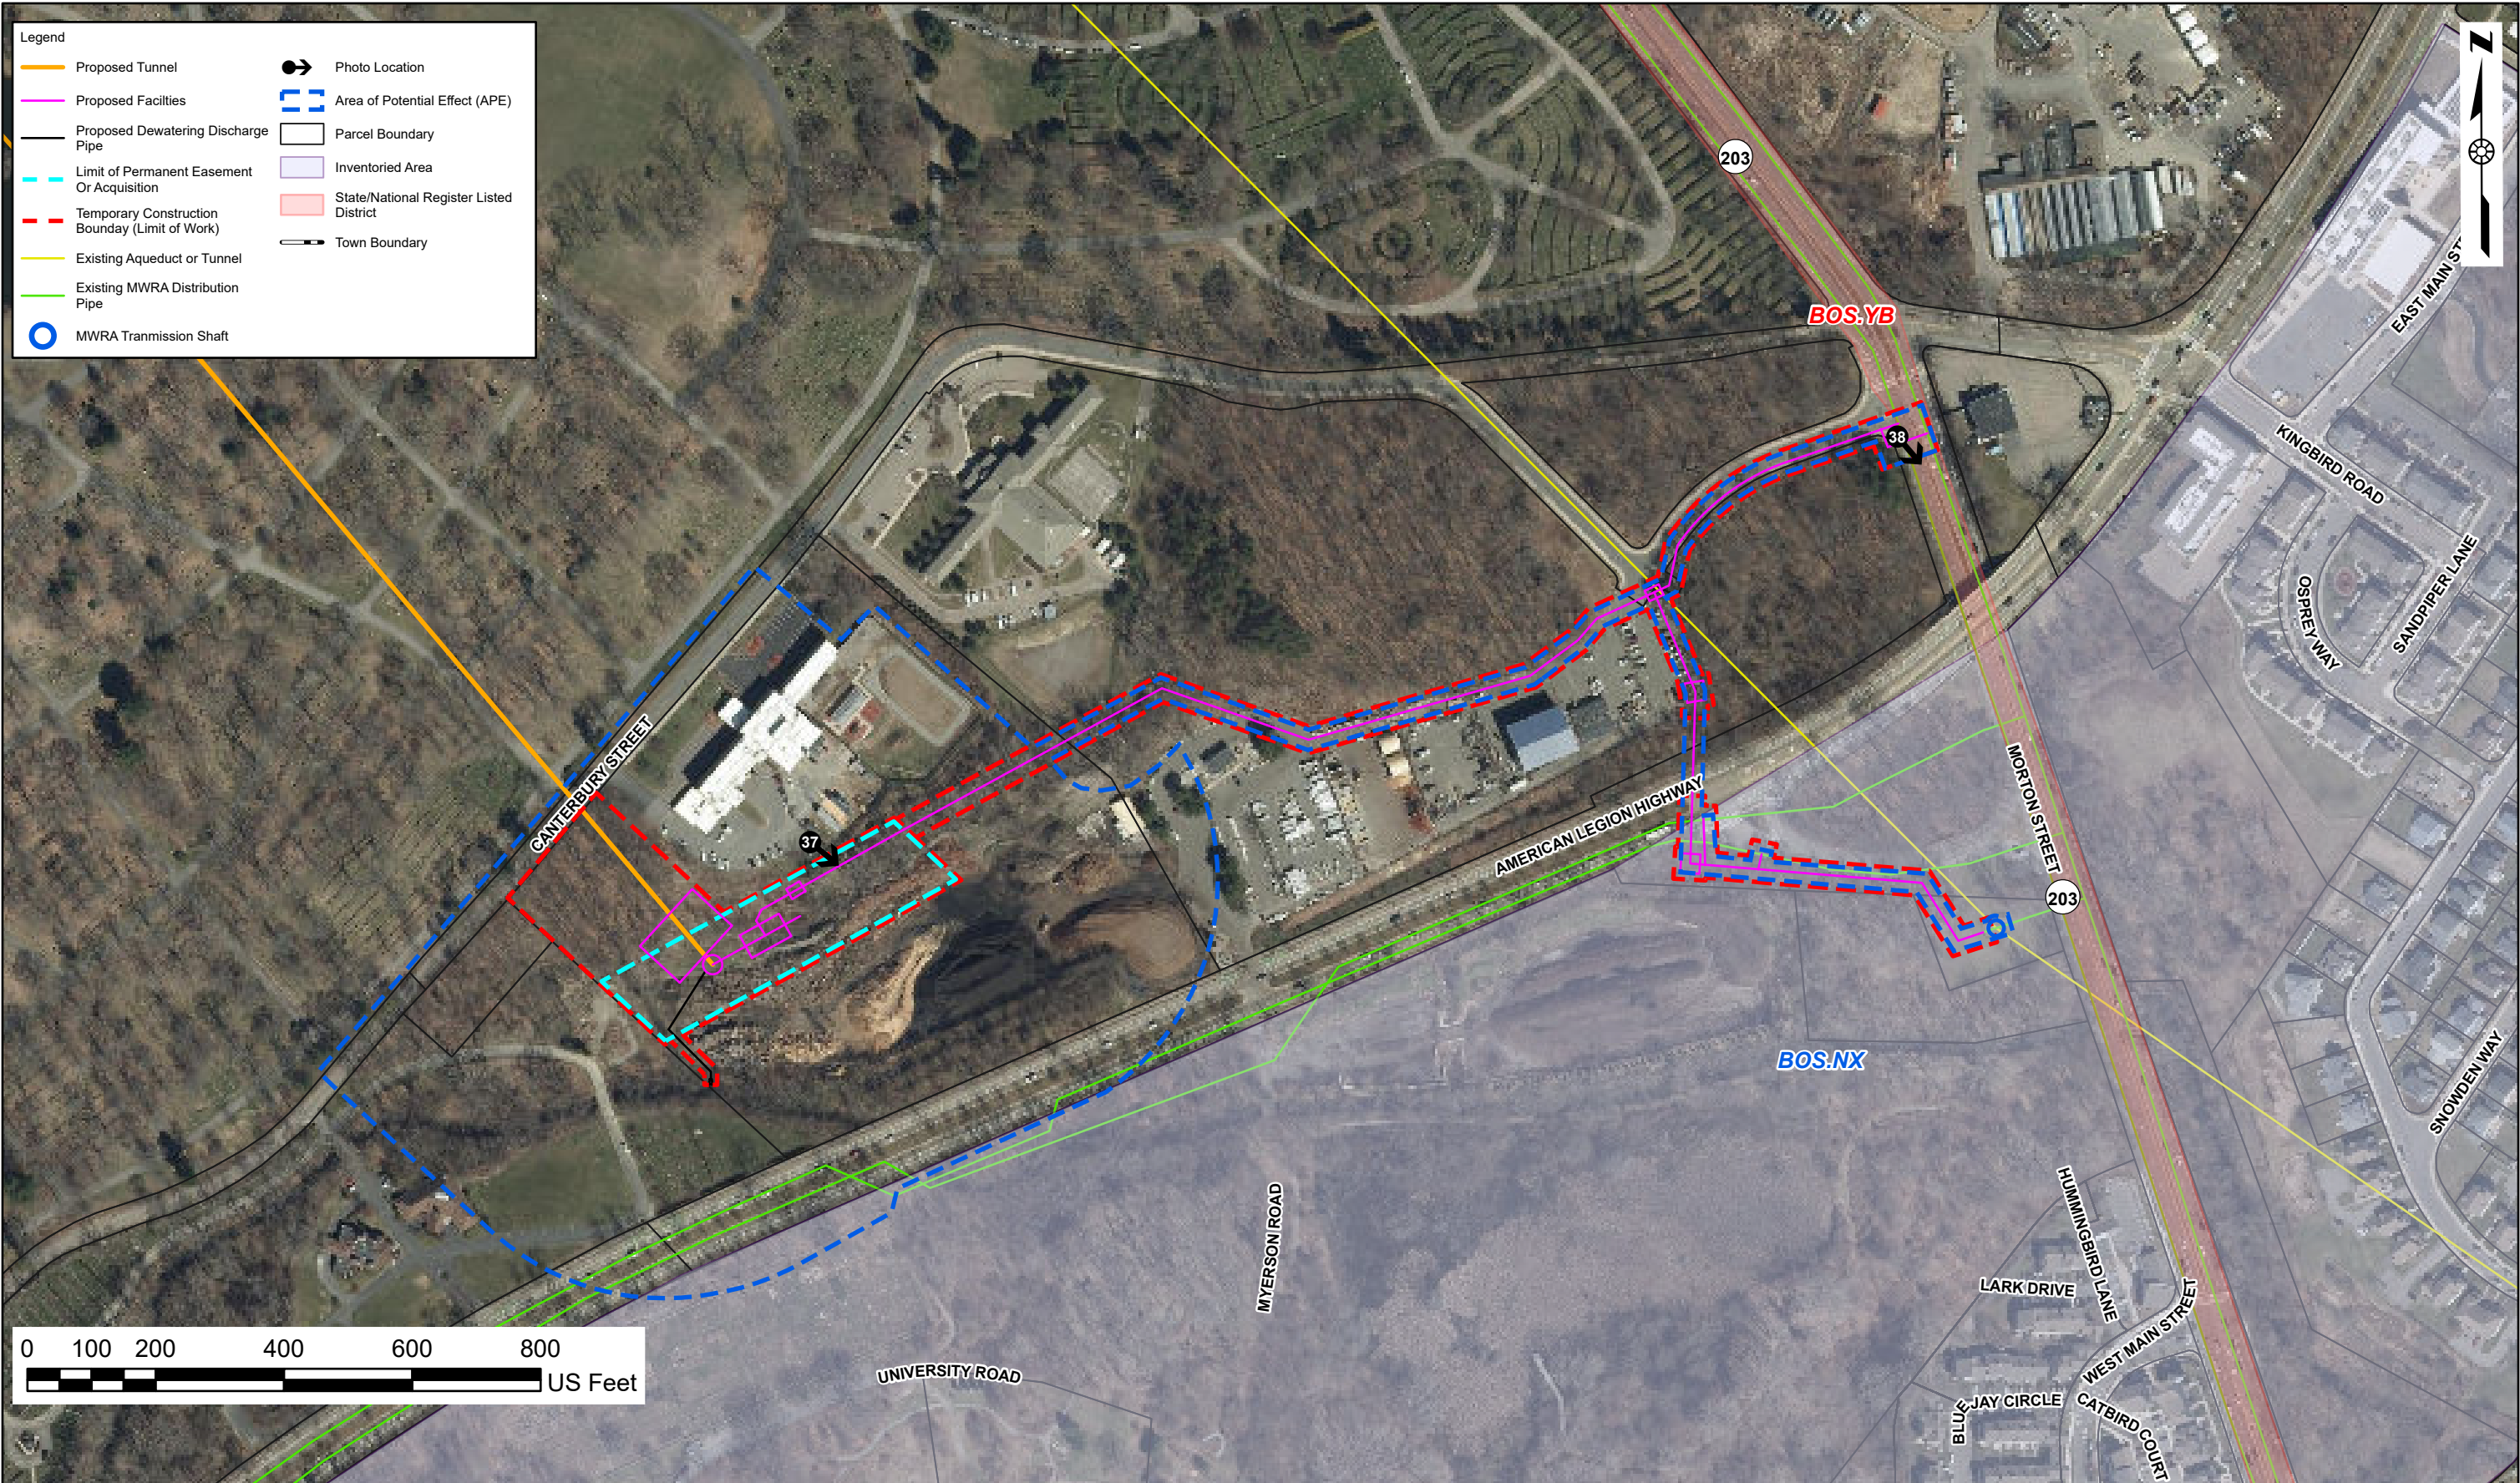 Legend
Proposed Tunnel
Proposed Facilties
Proposed Dewatering Discharge
Pipe
Limit of Permanent Easement
Or Acquisition
Temporary Construction
Bounday (Limit of Work)
Existing Aqueduct or Tunnel
Existing MWRA Distribution
Pipe
MWRA Tranmission Shaft
Photo Location
Area of Potential Effect (APE)
Parcel Boundary
Inventoried Area
State/National Register Listed
District
Town Boundary
N
203
BOS.YB
EAST MAIN
KINGBIRD ROAD
38
OSPREY WAY
SANDPIPER LANE
CANTERBURY STREET
37
AMERICAN LEGION HIGHWAY
MORTON STREET
203
BOS.NX
SNOWDEN WAY
MYERSON ROAD
HUMMINGBIRD LANE
LARK DRIVE
WEST MAIN STREET
UNIVERSITY ROAD
BLUE JAY CIRCLE
CATBIRD COURT
0 100 200 400 600 800
US Feet